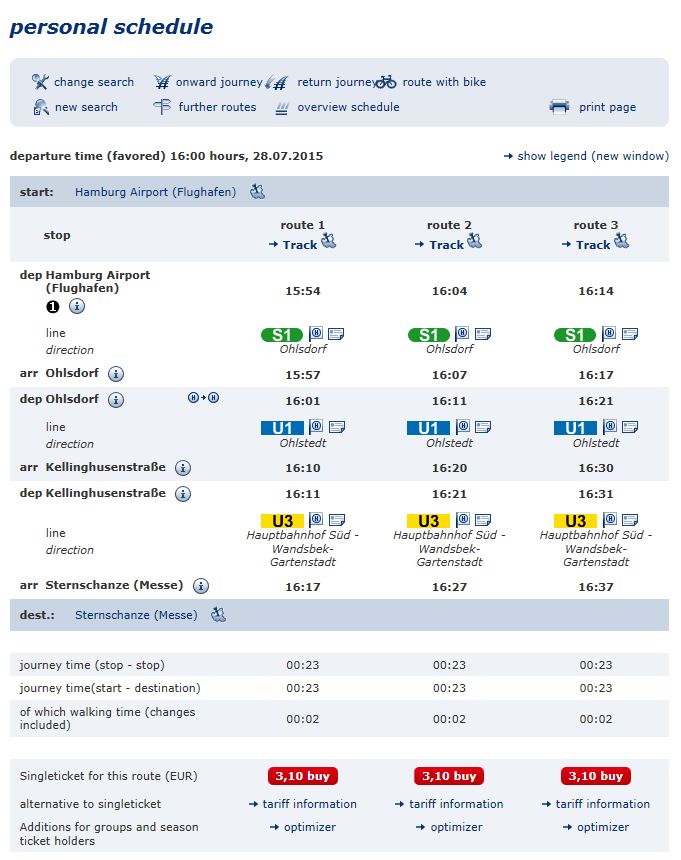 personal schedule
change search onward journey return journey route with bike
new search further routes overview schedule print page
departure time (favored) 16:00 hours, 28.07.2015 show legend (new window)
start: Hamburg Airport (Flughafen)
stop route 1 route 2 route 3
Track Track Track
dep Hamburg Airport
(Flughafen) 15:54 16:04 16:14
1 i
line S1 H S1 H S1 H
direction Ohlsdorf Ohlsdorf Ohlsdorf
arr Ohlsdorf i 15:57 16:07 16:17
dep Ohlsdorf i H H 16:01 16:11 16:21
line U1 H U1 H U1 H
direction Ohlstedt Ohlstedt Ohlstedt
arr Kellinghusenstraße i 16:10 16:20 16:30
dep Kellinghusenstraße i 16:11 16:21 16:31
line U3 H U3 H U3 H
direction Hauptbahnhof Süd - Hauptbahnhof Süd - Hauptbahnhof Süd -
Wandsbek- Wandsbek- Wandsbek-
Gartenstadt Gartenstadt Gartenstadt
arr Sternschanze (Messe) i 16:17 16:27 16:37
dest.: Sternschanze (Messe)
journey time (stop - stop) 00:23 00:23 00:23
journey time(start - destination) 00:23 00:23 00:23
of which walking time (changes
included) 00:02 00:02 00:02
Singleticket for this route (EUR) 3,10 buy 3,10 buy 3,10 buy
alternative to singleticket tariff information tariff information tariff information
Additions for groups and season optimizer optimizer optimizer
ticket holders